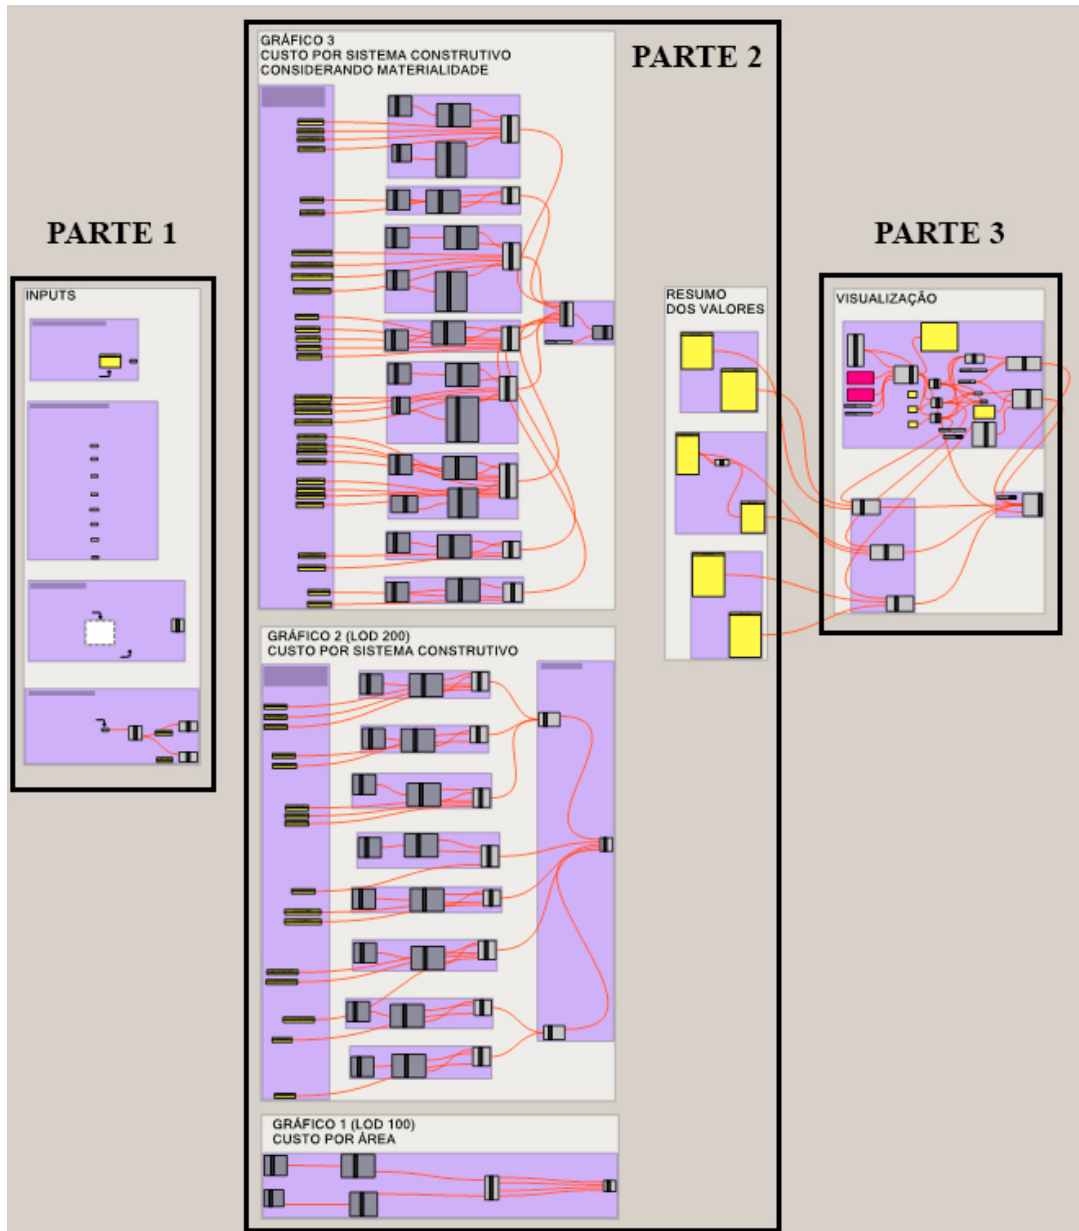 PARTE 1
INPUTS
PARTE 2
GRÁFICO 3
CUSTO POR SISTEMA CONSTRUTIVO
CONSIDERANDO MATERIALIDADE
GRÁFICO 2 (LOD 200)
CUSTO POR SISTEMA CONSTRUTIVO
GRÁFICO 1 (LOD 100)
CUSTO POR ÁREA
RESUMO
DOS VALORES
PARTE 3
VISUALIZAÇÃO